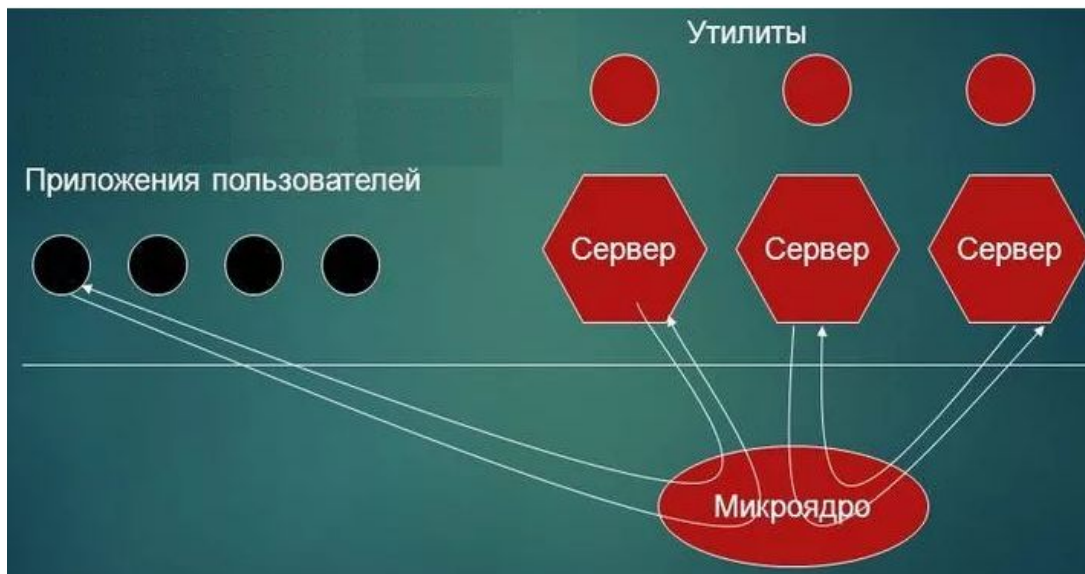 Утилиты
Приложения пользователей
Сервер
Сервер
Сервер
Микроядро